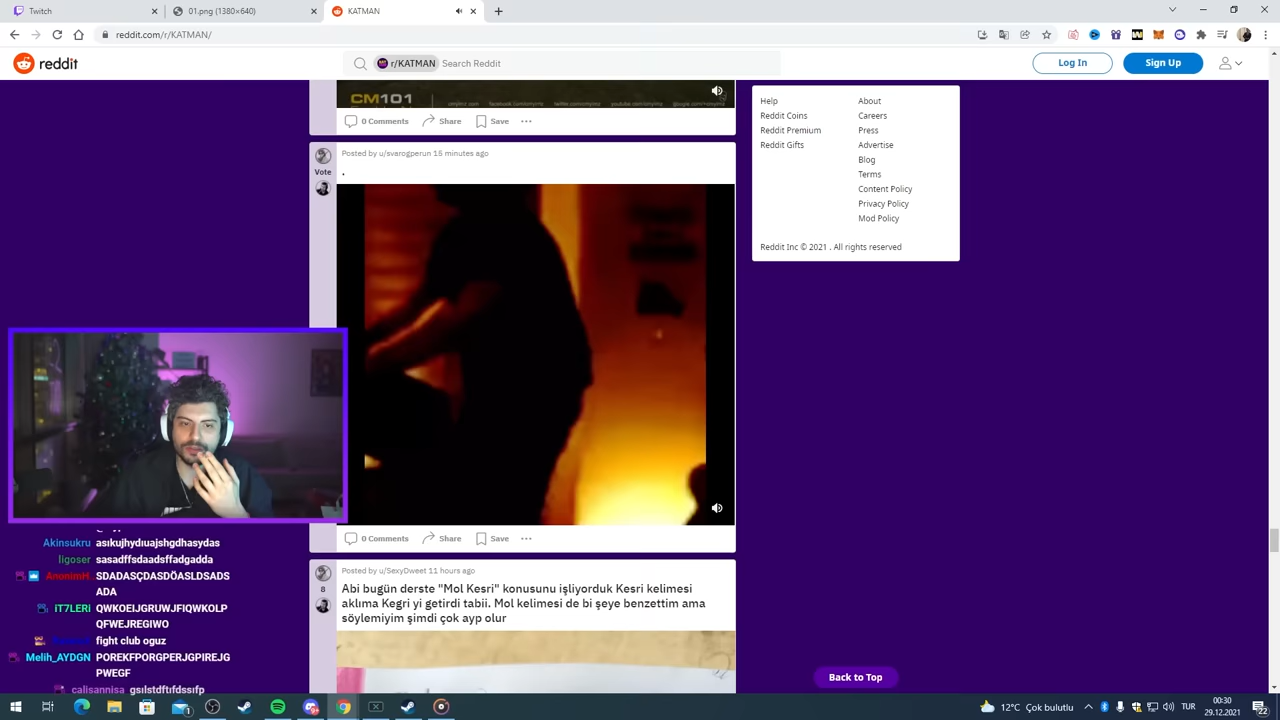 Twitch
01.png (1380×640)
KATMAN
reddit.com/r/KATMAN/
reddit
r/KATMAN Search Reddit
Log In
Sign Up
CM101
0 Comments Share Save
Posted by u/svarogperun 15 minutes ago
Vote
.
0 Comments Share Save
Posted by u/SexyDweet 11 hours ago
8
Abi bugün derste "Mol Kesri" konusunu işliyorduk Kesri kelimesi
aklıma Kegri yi getirdi tabii. Mol kelimesi de bi şeye benzettim ama
söylemiyim şimdi çok ayp olur
Help About
Reddit Coins Careers
Reddit Premium Press
Reddit Gifts Advertise
Blog
Terms
Content Policy
Privacy Policy
Mod Policy
Reddit Inc © 2021 . All rights reserved
Back to Top
Akinsukru asıkujhydıuajshgdhasydas
ligoser sasadffsdaadsffadgadda
AnonimH. SDADASÇDASDÖASLDSADS
ADA
iT7LERi QWKOEIJGRUWJFIQWKOLP
QFWEJREGIWO
fight club oguz
Melih_AYDGN POREKFPORGPERJGPIREJG
PWEGF
calisannisa gsılstdftıfdssıfp
12°C Çok bulutlu
TUR
00:30
29.12.2021
22